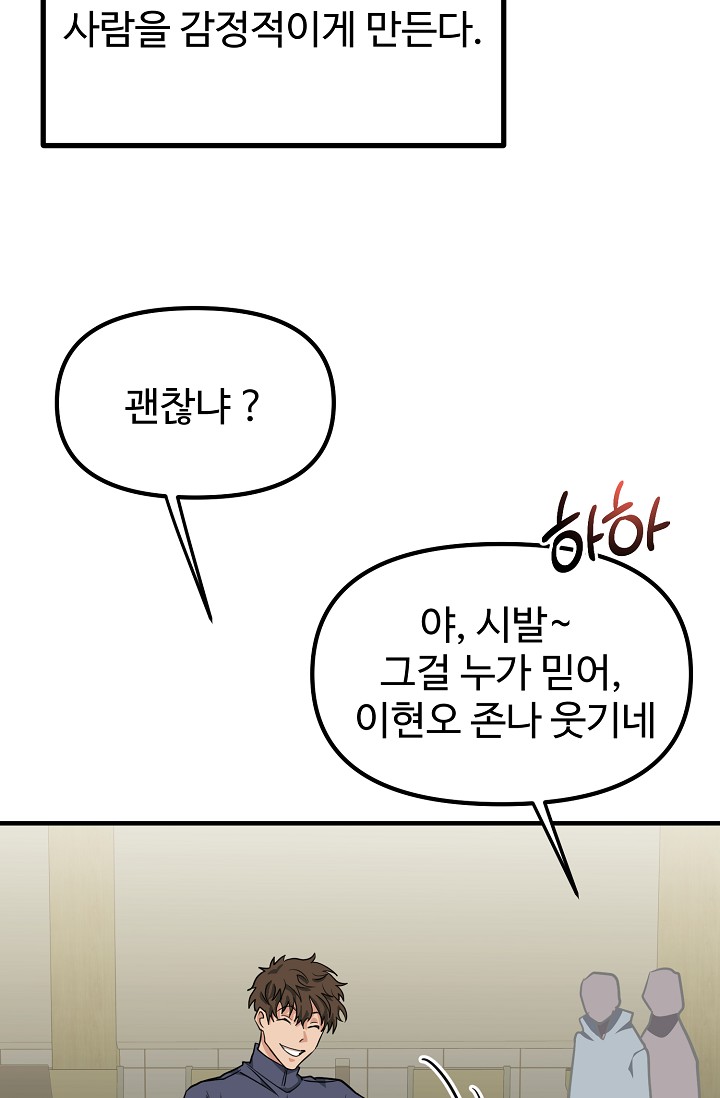 사람을 감정적이게 만든다.
괜찮냐 ?
하하
야, 시발~
그걸 누가 믿어,
이현오 존나 웃기네